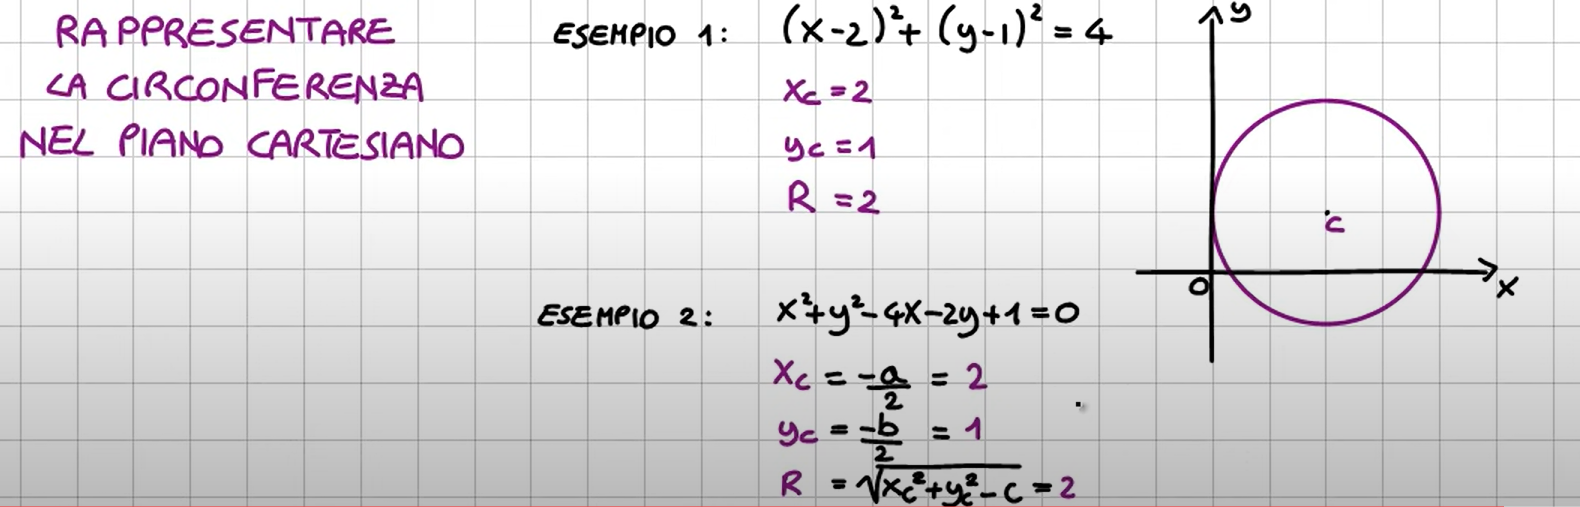 RAPPRESENTARE
LA CIRCONFERENZA
NEL PIANO CARTESIANO
ESEMPIO 1: (x-2)²+(y-1)²=4
xc=2
yc=1
R=2
y
c
0
x
ESEMPIO 2: x²+y²-4x-2y+1=0
xc=-a/2=2
yc=-b/2=1
R=√(xc²+yc²-c)=2